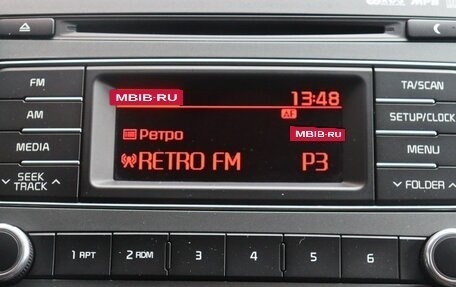 MP3
FM
MBIB-RU
13:48
TA/SCAN
AF
AM
SETUP/CLOCK
Ретро
MBIB-RU
MEDIA
MENU
RETRO FM P3
SEEK
TRACK
FOLDER
1 RPT
2 RDM
3
4
5
6